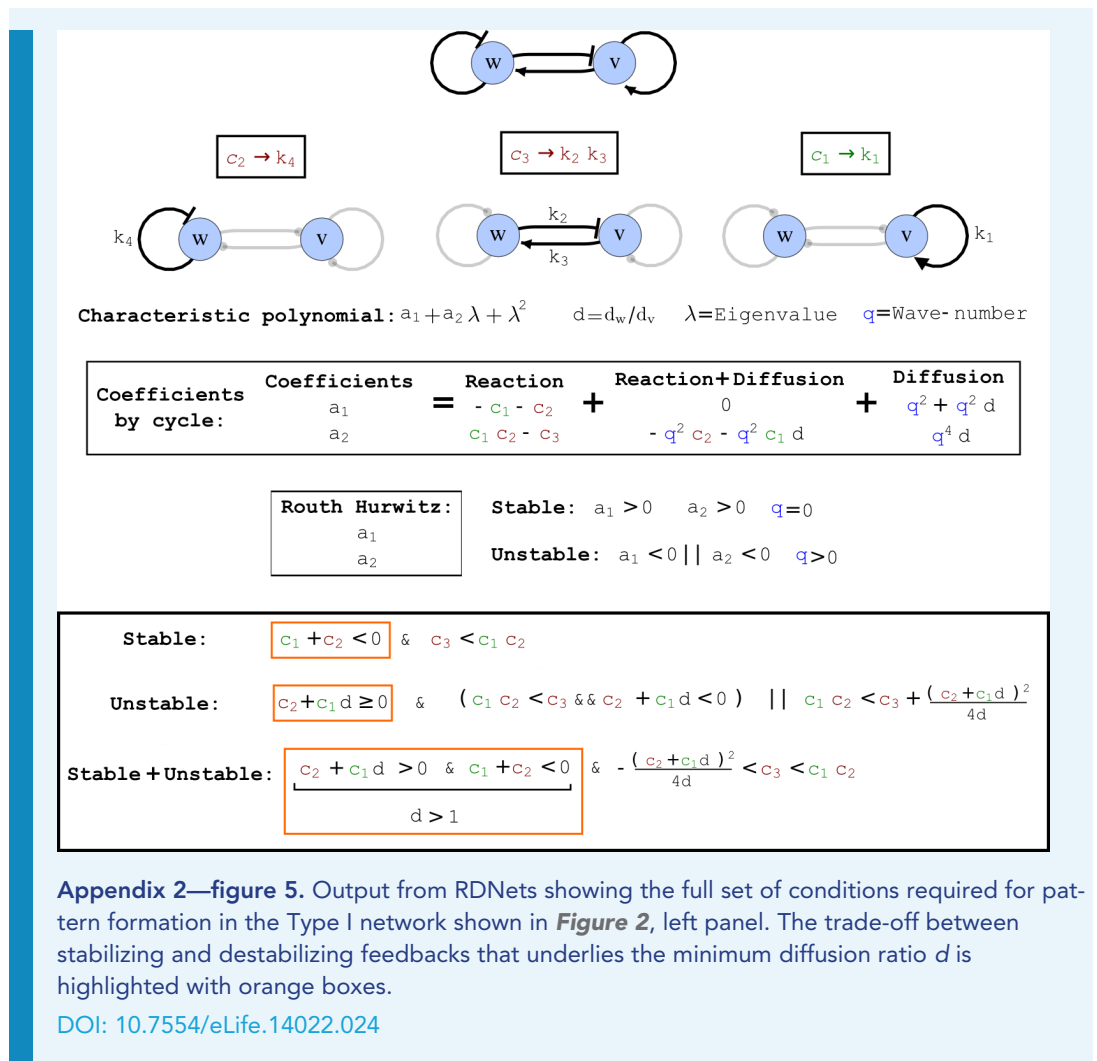 w v
c₂ → k₄
c₃ → k₂ k₃
c₁ → k₁
k₄ w v
w k₂ k₃ v
w v k₁
Characteristic polynomial: a₁+a₂ λ + λ² d=d_w/d_v λ=Eigenvalue q=Wave-number
Coefficients by cycle:
Coefficients = Reaction + Reaction+Diffusion + Diffusion
a₁ - c₁ - c₂ 0 q² + q² d
a₂ c₁ c₂ - c₃ - q² c₂ - q² c₁ d q⁴ d
Routh Hurwitz:
a₁
a₂
Stable: a₁ >0 a₂ >0 q=0
Unstable: a₁ <0 || a₂ <0 q>0
Stable: c₁ +c₂ <0 & c₃ <c₁ c₂
Unstable: c₂+c₁ d ≥ 0 & ( c₁ c₂ <c₃ && c₂ +c₁ d <0 ) || c₁ c₂ <c₃ + (c₂ +c₁ d )²/4d
Stable+Unstable: c₂ + c₁ d >0 & c₁ +c₂ <0 & - (c₂ +c₁ d )²/4d <c₃ <c₁ c₂
d > 1
Appendix 2—figure 5. Output from RDNets showing the full set of conditions required for pat-
tern formation in the Type I network shown in Figure 2, left panel. The trade-off between
stabilizing and destabilizing feedbacks that underlies the minimum diffusion ratio d is
highlighted with orange boxes.
DOI: 10.7554/eLife.14022.024